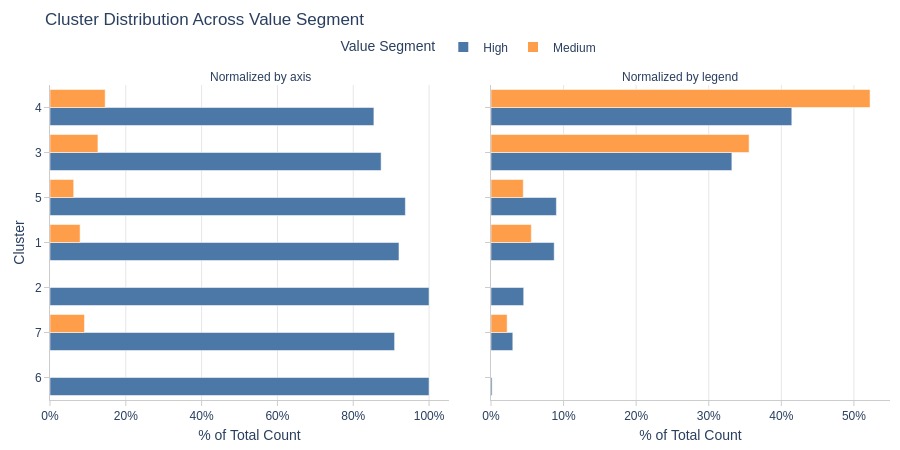 Cluster Distribution Across Value Segment
Value Segment High Medium
Normalized by axis
Normalized by legend
Cluster
4
3
5
1
2
7
6
0% 20% 40% 60% 80% 100%
0% 10% 20% 30% 40% 50%
% of Total Count
% of Total Count